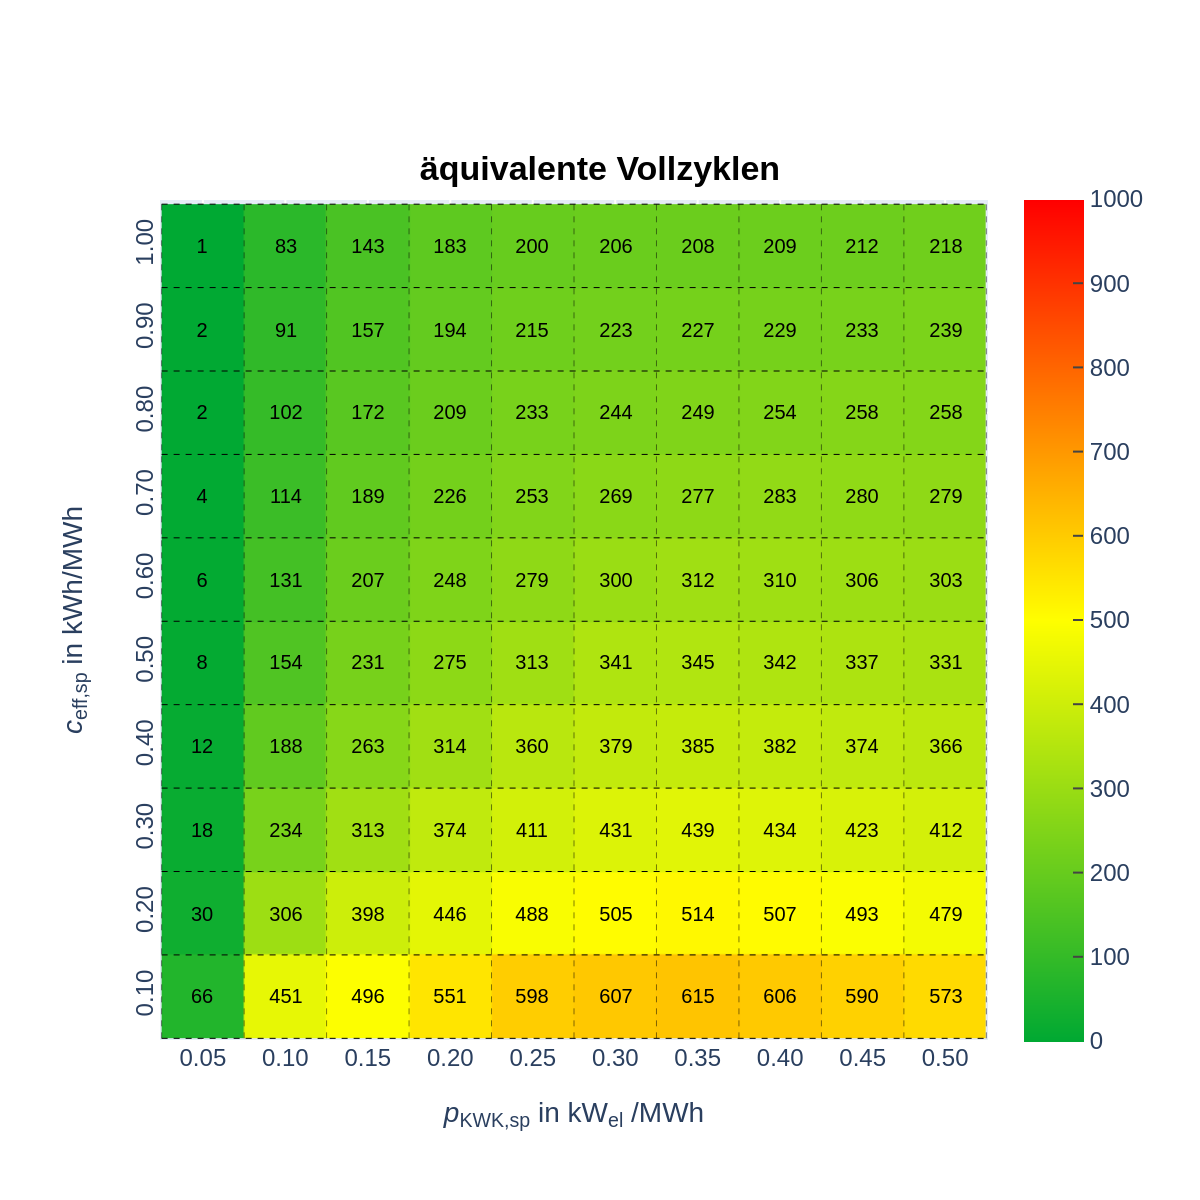 äquivalente Vollzyklen
1.00 1 83 143 183 200 206 208 209 212 218
0.90 2 91 157 194 215 223 227 229 233 239
0.80 2 102 172 209 233 244 249 254 258 258
0.70 4 114 189 226 253 269 277 283 280 279
0.60 6 131 207 248 279 300 312 310 306 303
0.50 8 154 231 275 313 341 345 342 337 331
0.40 12 188 263 314 360 379 385 382 374 366
0.30 18 234 313 374 411 431 439 434 423 412
0.20 30 306 398 446 488 505 514 507 493 479
0.10 66 451 496 551 598 607 615 606 590 573
0.05 0.10 0.15 0.20 0.25 0.30 0.35 0.40 0.45 0.50
p KWK,sp in kW el /MWh
c eff,sp in kWh/MWh
1000
900
800
700
600
500
400
300
200
100
0